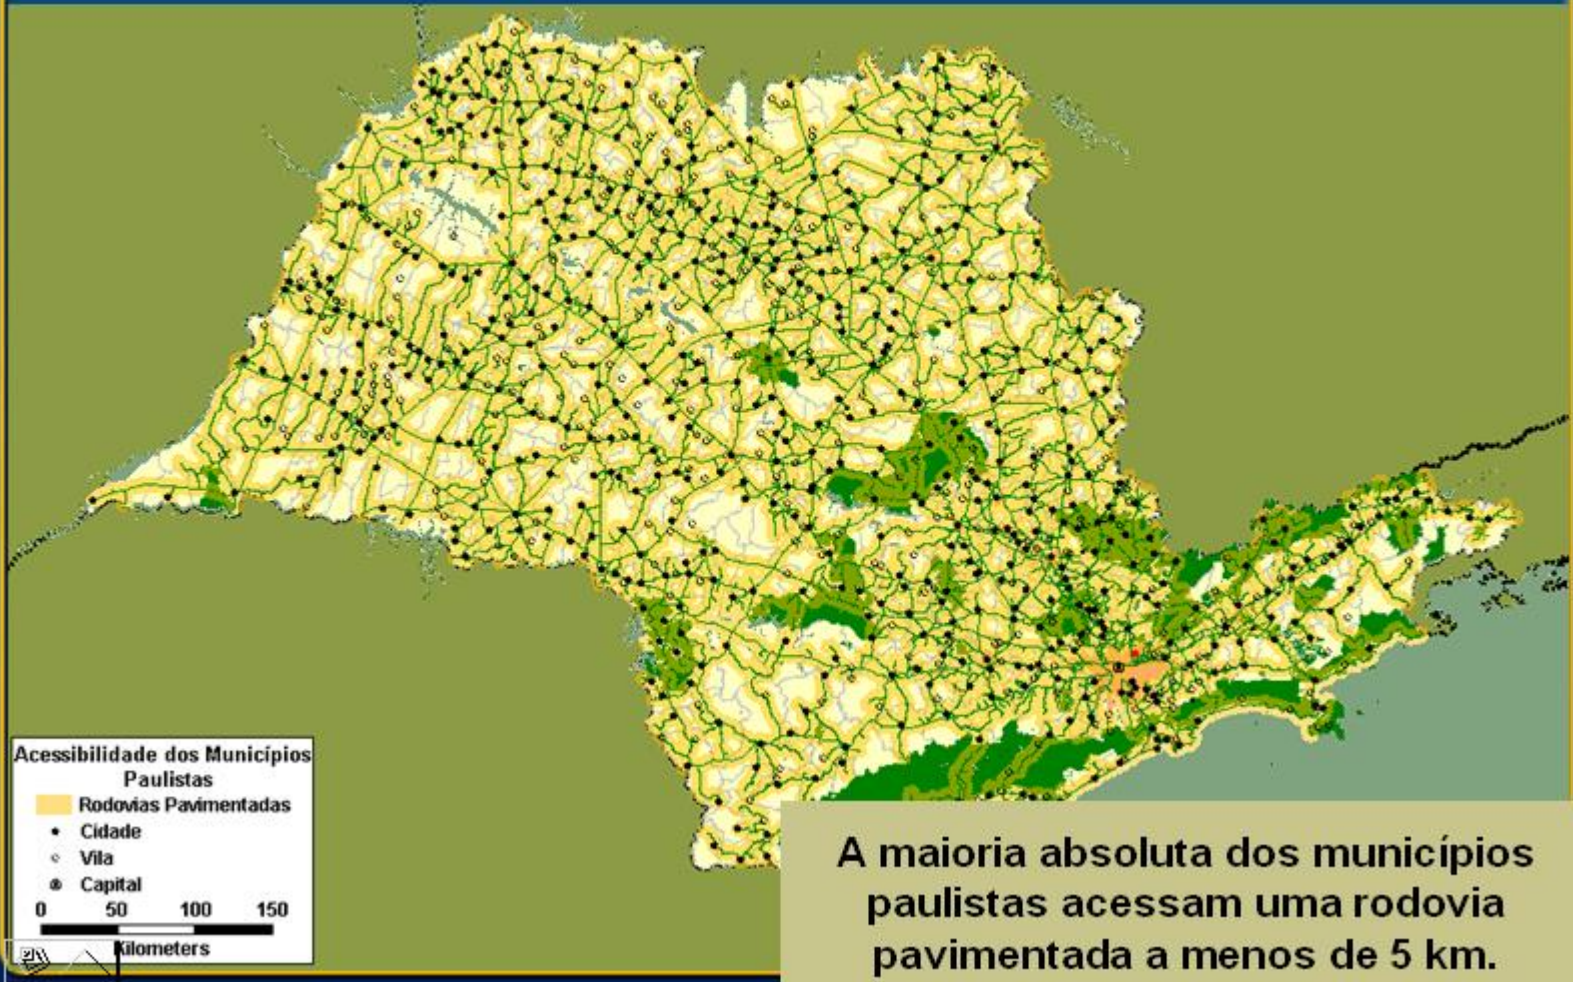 Acessibilidade dos Municípios
Paulistas
Rodovias Pavimentadas
Cidade
Vila
Capital
0 50 100 150
Kilometers
A maioria absoluta dos municípios
paulistas acessam uma rodovia
pavimentada a menos de 5 km.